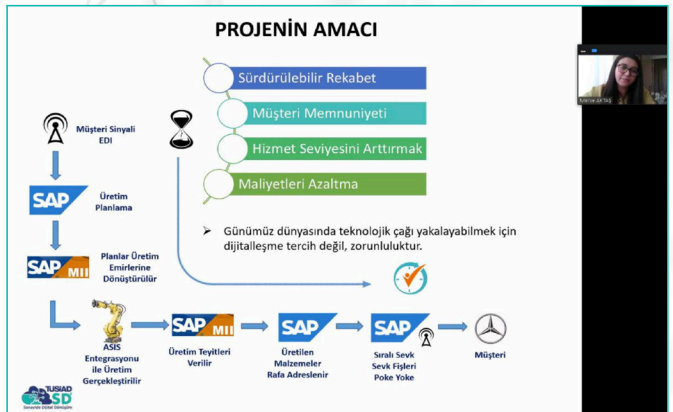 PROJENİN AMACI
Sürdürülebilir Rekabet
Müşteri Memnuniyeti
Hizmet Seviyesini Arttırmak
Maliyetleri Azaltma
Müşteri Sinyali
EDI
SAP
Üretim
Planlama
SAP MII
Planlar Üretim
Emirlerine
Dönüştürülür
➢ Günümüz dünyasında teknolojik çağı yakalayabilmek için
dijitalleşme tercih değil, zorunluluktur.
ASIS
Entegrasyonu
ile Üretim
Gerçekleştirilir
SAP MII
Üretim Teyitleri
Verilir
SAP
Üretilen
Malzemeler
Rafa Adreslenir
SAP
Sıralı Sevk
Sevk Fişleri
Poke Yoke
Müşteri
TÜSİAD
SD